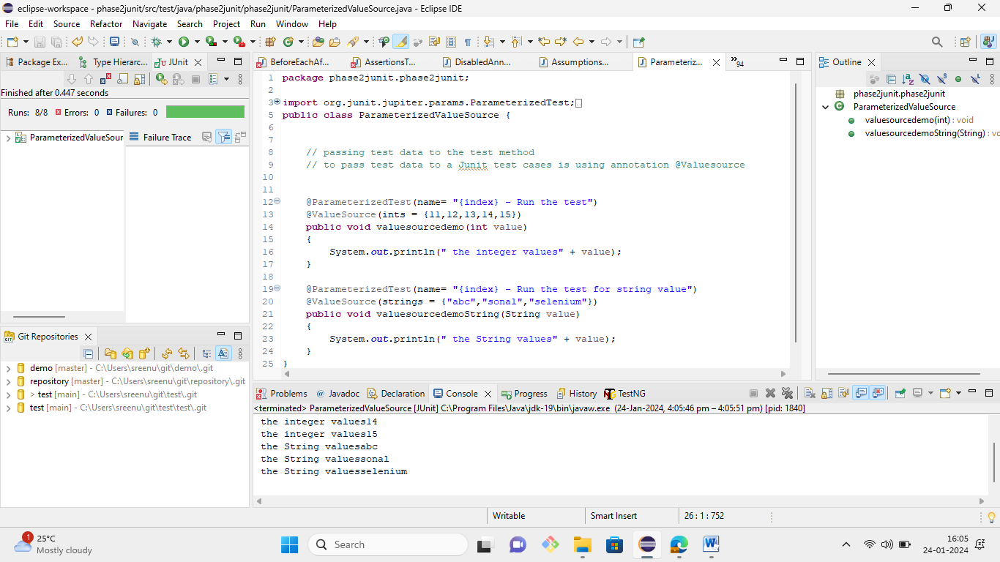 eclipse-workspace - phase2junit/src/test/java/phase2junit/phase2junit/ParameterizedValueSource.java - Eclipse IDE
File Edit Source Refactor Navigate Search Project Run Window Help
Package Ex... Type Hierarc... JUnit
Finished after 0.447 seconds
Runs: 8/8 Errors: 0 Failures: 0
ParameterizedValueSour
Failure Trace
Git Repositories
demo [master] - C:\Users\sreenu\git\demo\.git
repository [master] - C:\Users\sreenu\git\repository\.git
> test [main] - C:\Users\sreenu\git\test\.git
test [main] - C:\Users\sreenu\git\test\test\.git
BeforeEachAf... AssertionsT... DisabledAnn... Assumptions... Parameteriz... 94
1 package phase2junit.phase2junit;
2
3 import org.junit.jupiter.params.ParameterizedTest;
5 public class ParameterizedValueSource {
6
7
8 // passing test data to the test method
9 // to pass test data to a Junit test cases is using annotation @Valuesource
10
11
12 @ParameterizedTest(name= "{index} - Run the test")
13 @ValueSource(ints = {11,12,13,14,15})
14 public void valuesourcedemo(int value)
15 {
16 System.out.println(" the integer values" + value);
17 }
18
19 @ParameterizedTest(name= "{index} - Run the test for string value")
20 @ValueSource(strings = {"abc","sonal","selenium"})
21 public void valuesourcedemoString(String value)
22 {
23 System.out.println(" the String values" + value);
24 }
25 }
Outline
phase2junit.phase2junit
ParameterizedValueSource
valuesourcedemo(int) : void
valuesourcedemoString(String) : vo
Problems @ Javadoc Declaration Console Progress History TestNG
<terminated> ParameterizedValueSource [JUnit] C:\Program Files\Java\jdk-19\bin\javaw.exe (24-Jan-2024, 4:05:46 pm – 4:05:51 pm) [pid: 1840]
the integer values14
the integer values15
the String valuesabc
the String valuessonal
the String valuesselenium
Writable Smart Insert 26 : 1 : 752
1
25°C
Mostly cloudy
Search
16:05
24-01-2024